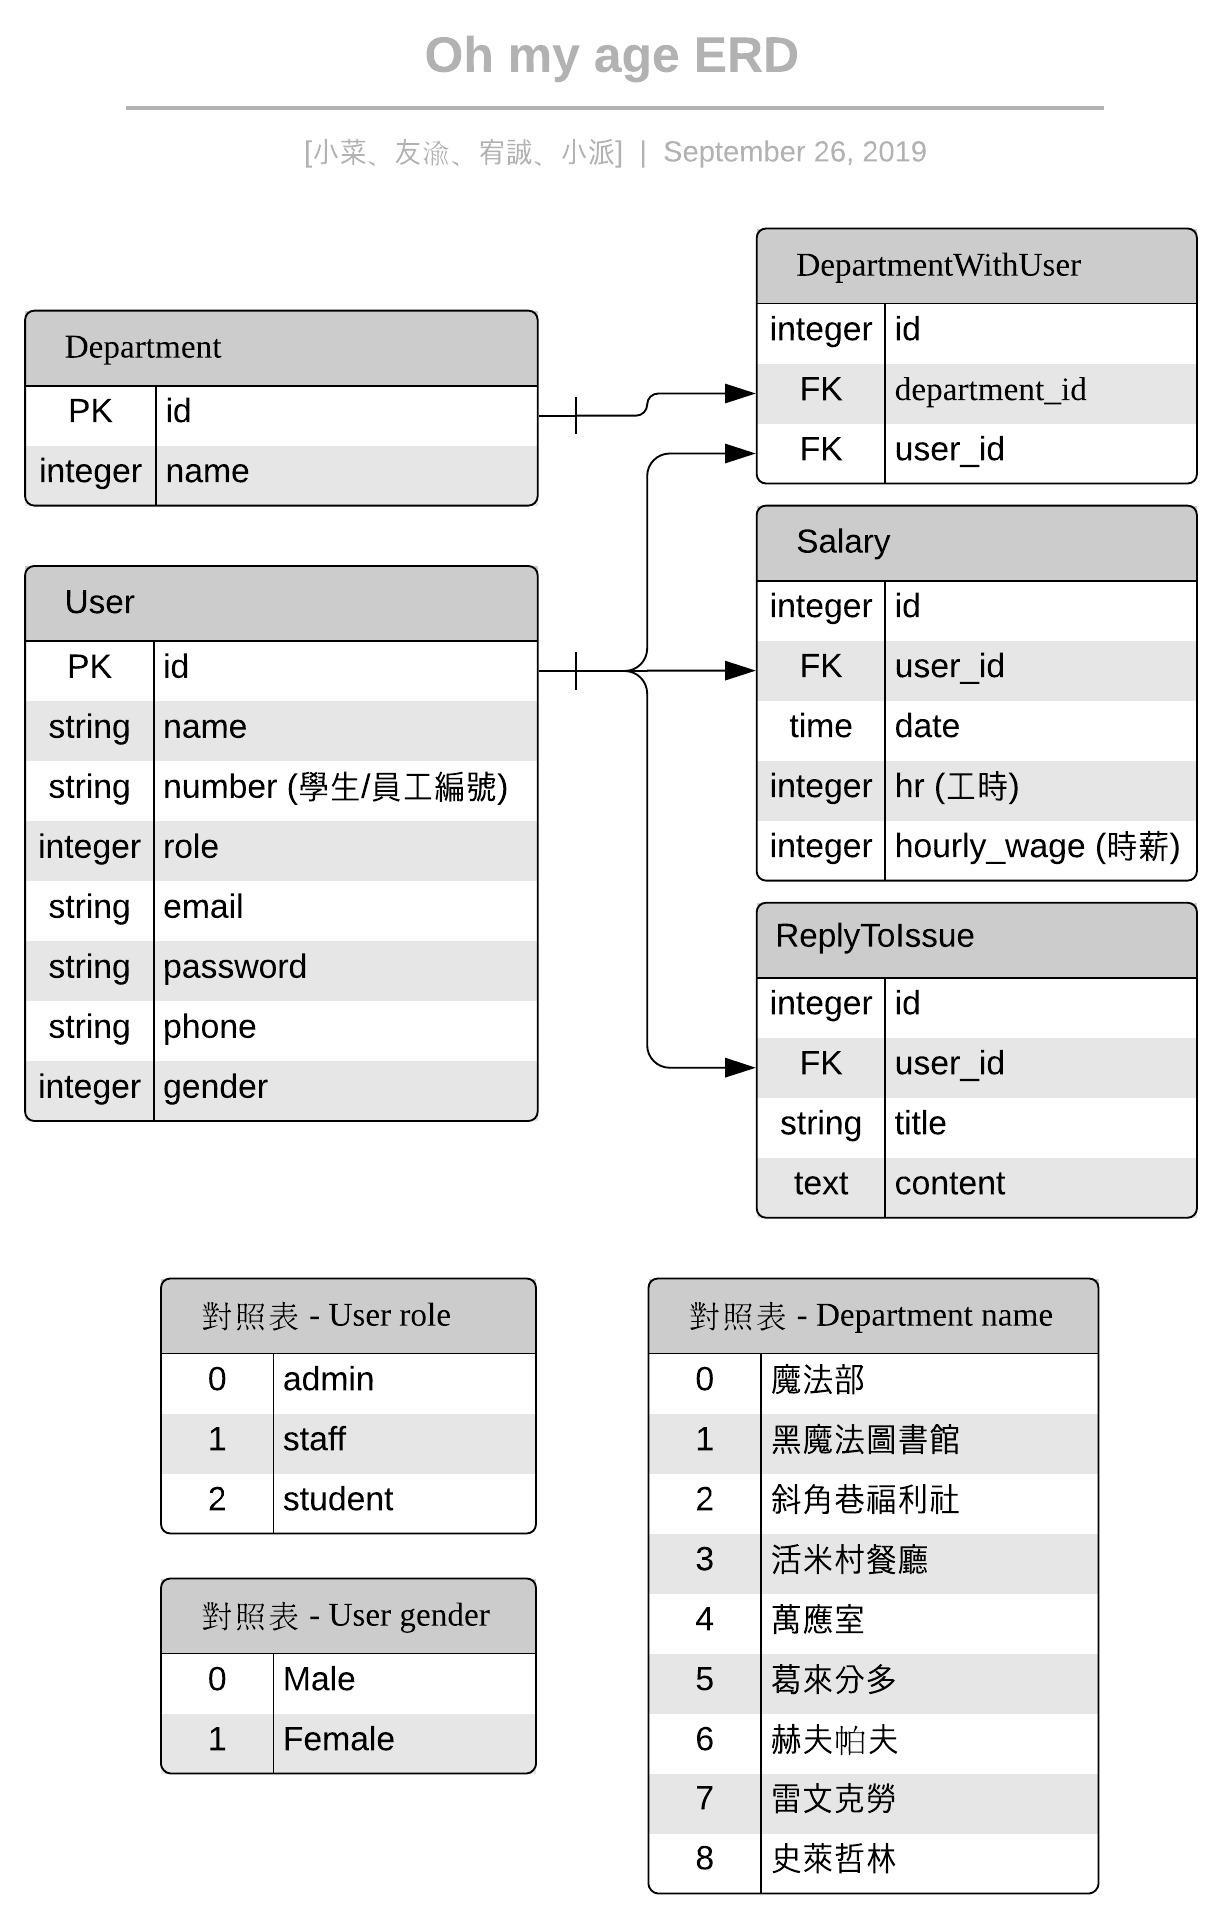 Oh my age ERD
[小菜、友渝、宥誠、小派] | September 26, 2019
Department
PK id
integer name
User
PK id
string name
string number (學生/員工編號)
integer role
string email
string password
string phone
integer gender
DepartmentWithUser
integer id
FK department_id
FK user_id
Salary
integer id
FK user_id
time date
integer hr (工時)
integer hourly_wage (時薪)
ReplyToIssue
integer id
FK user_id
string title
text content
對照表 - User role
0 admin
1 staff
2 student
對照表 - User gender
0 Male
1 Female
對照表 - Department name
0 魔法部
1 黑魔法圖書館
2 斜角巷福利社
3 活米村餐廳
4 萬應室
5 葛來分多
6 赫夫帕夫
7 雷文克勞
8 史萊哲林